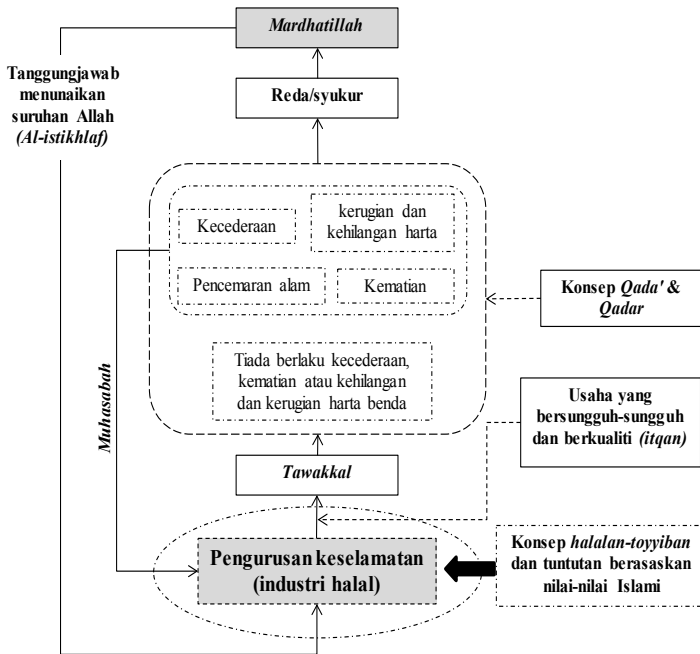 Mardhatillah
Tanggungjawab
menunaikan
suruhan Allah
(Al-istikhlaf)
Reda/syukur
Kecederaan
kerugian dan
kehilangan harta
Pencemaran alam
Kematian
Konsep Qada' &
Qadar
Tiada berlaku kecederaan,
kematian atau kehilangan
dan kerugian harta benda
Muhasabah
Usaha yang
bersungguh-sungguh
dan berkualiti (itqan)
Tawakkal
Pengurusan keselamatan
(industri halal)
Konsep halalan-toyyiban
dan tuntutan berasaskan
nilai-nilai Islami